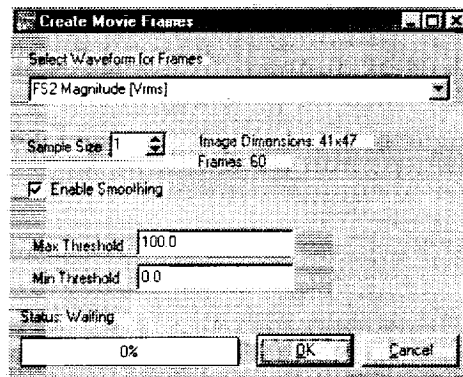 Create Movie Frames
Select Waveform for Frames
FS2 Magnitude [Vrms]
Sample Size 1
Image Dimensions: 41x47
Frames: 60
Enable Smoothing
Max Threshold 100.0
Min Threshold 0.0
Status: Waiting
0%
OK
Cancel